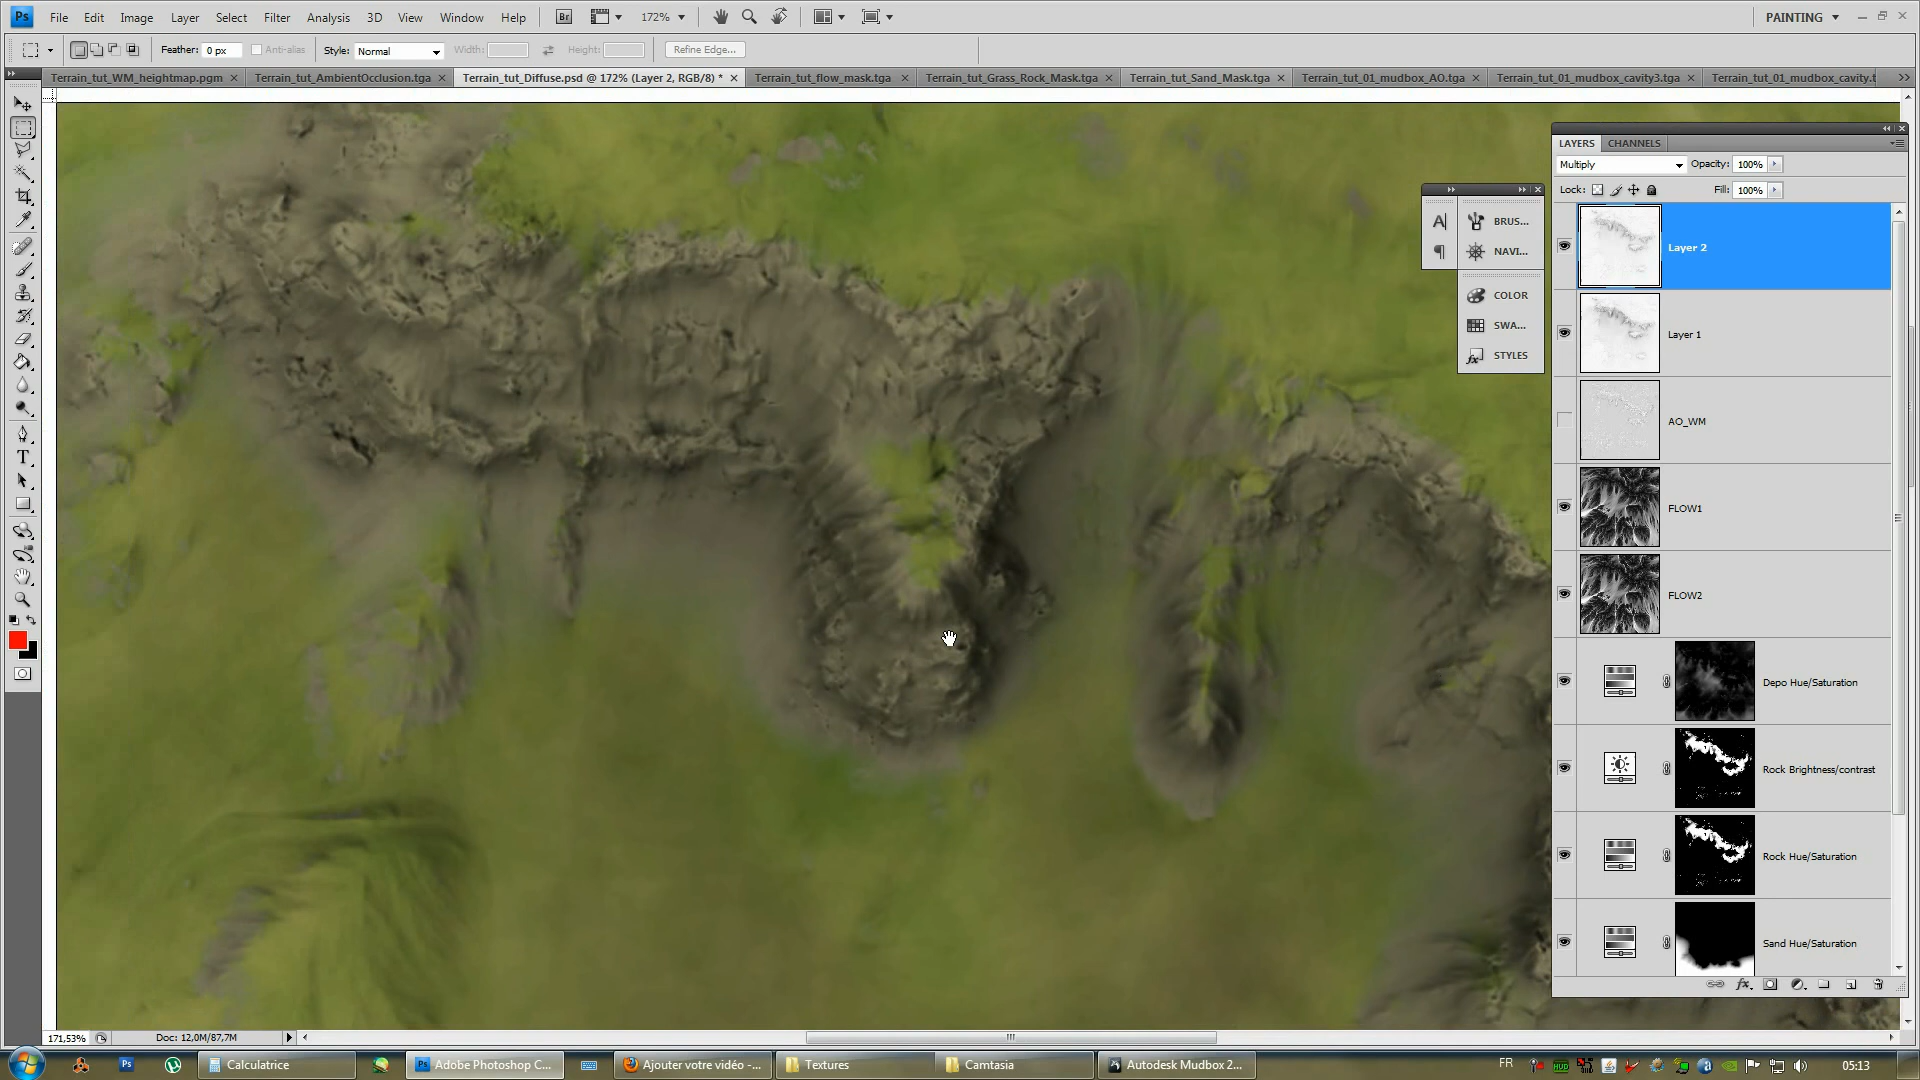 Ps File Edit Image Layer Select Filter Analysis 3D View Window Help Br 172% PAINTING
Feather: 0 px Anti-alias Style: Normal Width: Height: Refine Edge...
Terrain_tut_WM_heightmap.pgm Terrain_tut_AmbientOcclusion.tga Terrain_tut_Diffuse.psd @ 172% (Layer 2, RGB/8) * Terrain_tut_flow_mask.tga Terrain_tut_Grass_Rock_Mask.tga Terrain_tut_Sand_Mask.tga Terrain_tut_01_mudbox_AO.tga Terrain_tut_01_mudbox_cavity3.tga Terrain_tut_01_mudbox_cavity.t
LAYERS CHANNELS
Multiply Opacity: 100%
Lock: Fill: 100%
BRUS...
NAVI...
COLOR
SWA...
STYLES
Layer 2
Layer 1
AO_WM
FLOW1
FLOW2
Depo Hue/Saturation
Rock Brightness/contrast
Rock Hue/Saturation
Sand Hue/Saturation
171,53% Doc: 12,0M/87,7M
Ps Calculatrice Ps Adobe Photoshop C... Ajouter votre vidéo -... Textures Camtasia Autodesk Mudbox 2... FR 05:13